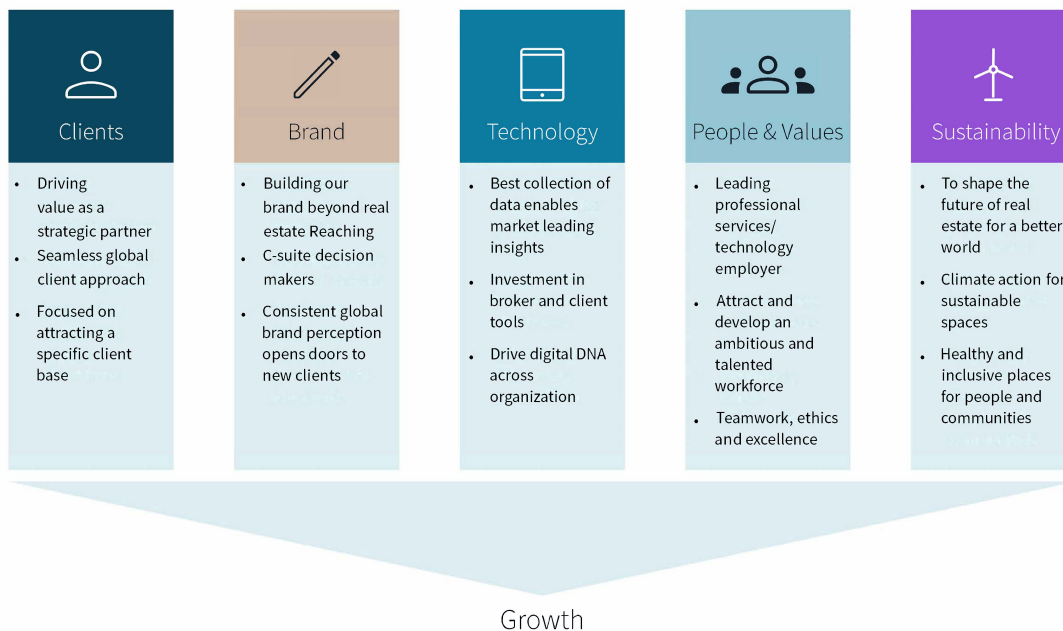 Clients
• Driving
value as a
strategic partner
• Seamless global
client approach
• Focused on
attracting a
specific client
base
Brand
• Building our
brand beyond real
estate Reaching
• C-suite decision
makers
• Consistent global
brand perception
opens doors to
new clients
Technology
• Best collection of
data enables
market leading
insights
• Investment in
broker and client
tools
• Drive digital DNA
across
organization
People & Values
• Leading
professional
services/
technology
employer
• Attract and
develop an
ambitious and
talented
workforce
• Teamwork, ethics
and excellence
Sustainability
• To shape the
future of real
estate for a better
world
• Climate action for
sustainable
spaces
• Healthy and
inclusive places
for people and
communities
Growth